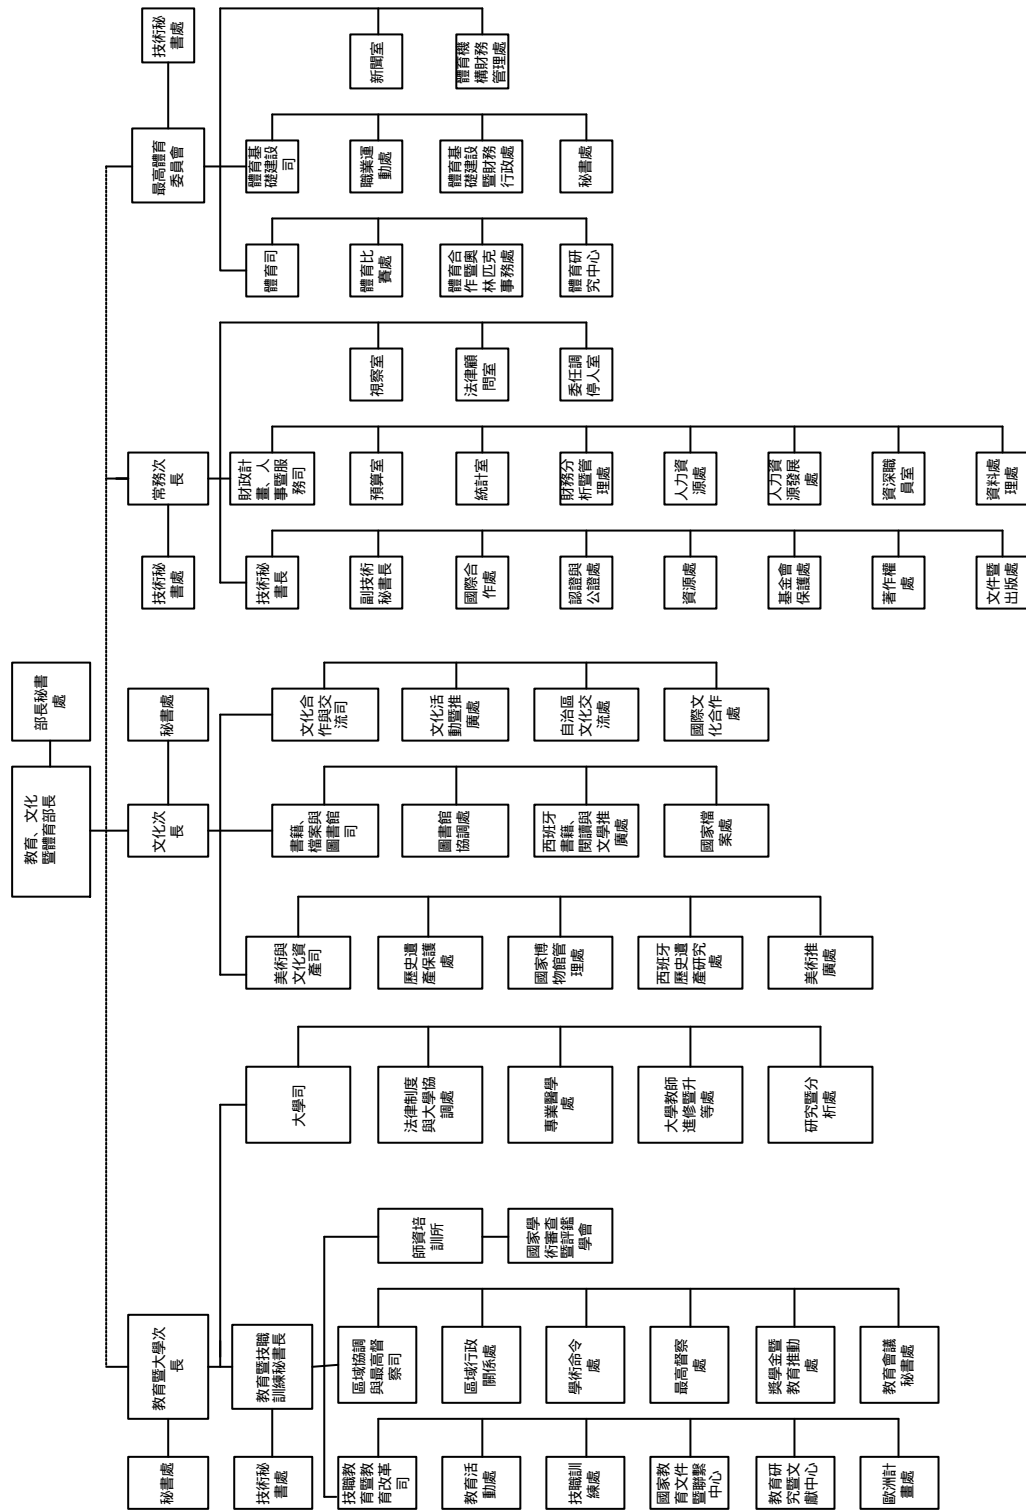 部長秘書
處
教育、文化
暨體育部長
秘書處
教育暨大學次
長
技術秘
書處
教育暨技職
訓練秘書長
技職教
育暨教
育改革
司
教育活
動處
技職訓
練處
國家教
育文件
暨聯繫
中心
教育研
究暨文
獻中心
歐洲計
畫處
區域協調
與最高督
察司
區域行政
關係處
學術命令
處
最高督察
處
獎學金暨
教育推動
處
教育會議
秘書處
師資培
訓所
國家學
術審查
暨評鑑
學會
大學司
法律制度
與大學協
調處
專業醫學
處
大學教師
進修暨升
等處
研究暨分
析處
文化次
長
秘書處
美術與
文化資
產司
歷史遺
產保護
處
國家博
物館管
理處
西班牙
歷史遺
產研究
處
美術推
廣處
書籍、
檔案與
圖書館
司
圖書館
協調處
西班牙
書籍、
閱讀與
文學推
廣處
國家檔
案處
文化合
作與交
流司
文化活
動暨推
廣處
自治區
文化交
流處
國際文
化合作
處
常務次
長
技術秘
書處
技術秘
書長
副技術
秘書長
國際合
作處
認證與
公證處
資源處
基金會
保護處
著作權
處
文件暨
出版處
財政計
畫、人
事暨服
務司
預算室
統計室
財務分
析暨管
理處
人力資
源處
人力資
源發展
處
資深職
員室
資料處
理處
視察室
法律顧
問室
委任調
停人室
最高體育
委員會
技術秘
書處
體育司
體育比
賽處
體育合
作暨奧
林匹克
事務處
體育研
究中心
體育基
礎建設
司
職業運
動處
體育基
礎建設
暨財務
行政處
秘書處
新聞室
體育機
構財務
管理處